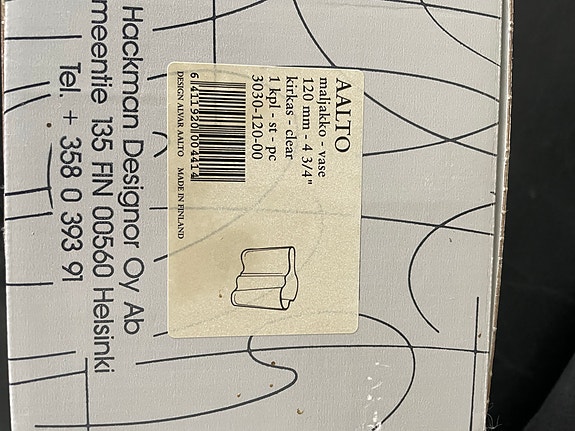 AALTO
maljakko - vase
120 mm - 4 3/4"
kirkas - clear
1 kpl - st - pc
3030-120-00
6 411920 004414
DESIGN ALVAR AALTO MADE IN FINLAND
Hackman Designor Oy Ab
meentie 135 FIN 00560 Helsinki
Tel. + 358 0 393 91